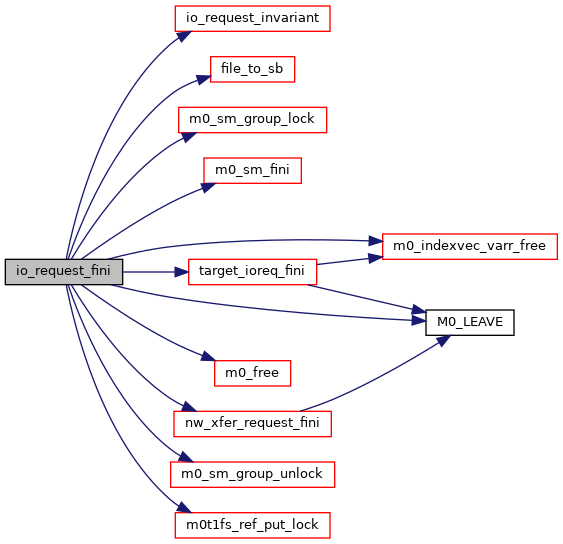 io_request_invariant
file_to_sb
m0_sm_group_lock
m0_sm_fini
m0_indexvec_varr_free
io_request_fini
target_ioreq_fini
M0_LEAVE
m0_free
nw_xfer_request_fini
m0_sm_group_unlock
m0t1fs_ref_put_lock